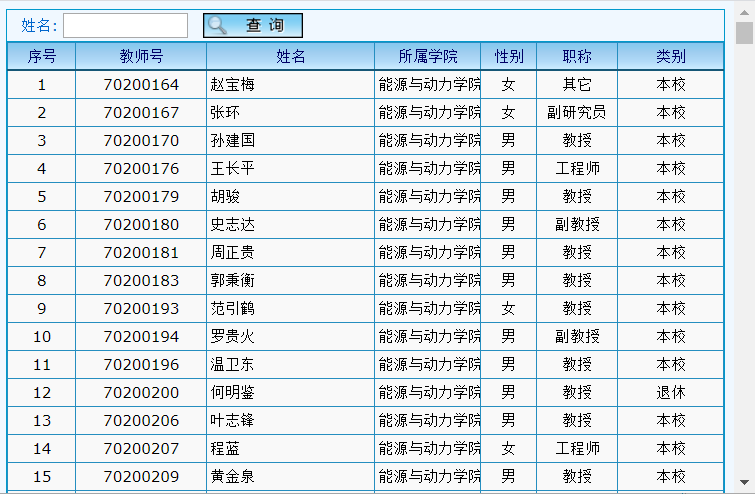 姓名: 查 询
序号 教师号 姓名 所属学院 性别 职称 类别
1 70200164 赵宝梅 能源与动力学院 女 其它 本校
2 70200167 张环 能源与动力学院 女 副研究员 本校
3 70200170 孙建国 能源与动力学院 男 教授 本校
4 70200176 王长平 能源与动力学院 男 工程师 本校
5 70200179 胡骏 能源与动力学院 男 教授 本校
6 70200180 史志达 能源与动力学院 男 副教授 本校
7 70200181 周正贵 能源与动力学院 男 教授 本校
8 70200183 郭秉衡 能源与动力学院 男 教授 本校
9 70200193 范引鹤 能源与动力学院 女 教授 本校
10 70200194 罗贵火 能源与动力学院 男 副教授 本校
11 70200196 温卫东 能源与动力学院 男 教授 本校
12 70200200 何明鉴 能源与动力学院 男 教授 退休
13 70200206 叶志锋 能源与动力学院 男 教授 本校
14 70200207 程蓝 能源与动力学院 女 工程师 本校
15 70200209 黄金泉 能源与动力学院 男 教授 本校